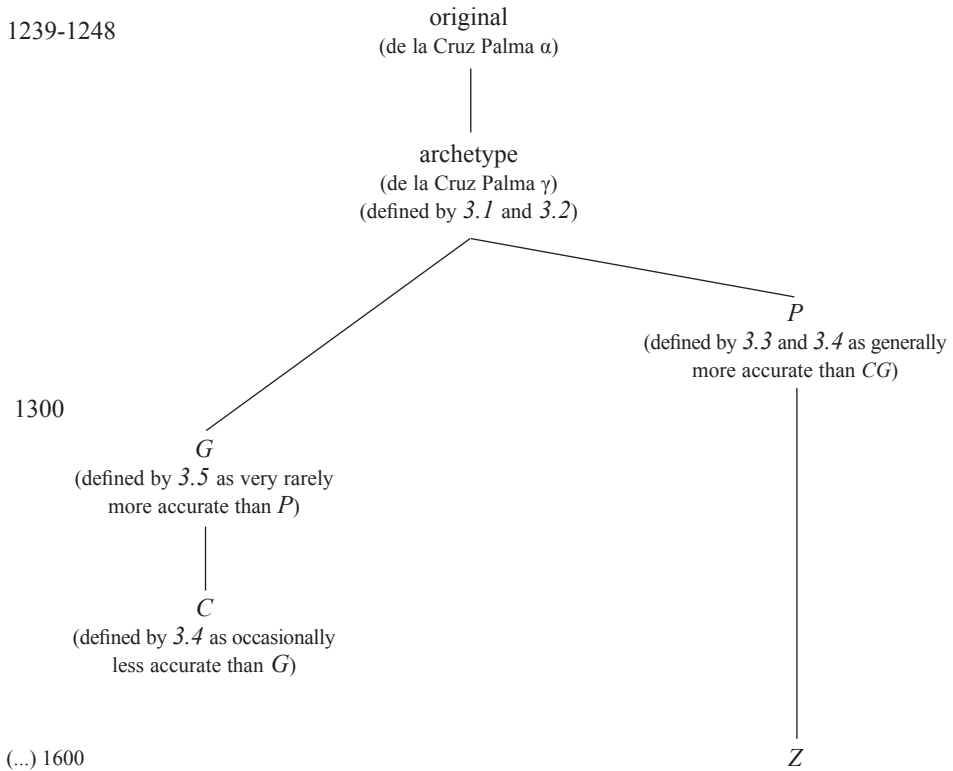 1239-1248
original
(de la Cruz Palma α)
archetype
(de la Cruz Palma γ)
(defined by 3.1 and 3.2)
P
(defined by 3.3 and 3.4 as generally
more accurate than CG)
1300
G
(defined by 3.5 as very rarely
more accurate than P)
C
(defined by 3.4 as occasionally
less accurate than G)
(...) 1600
Z